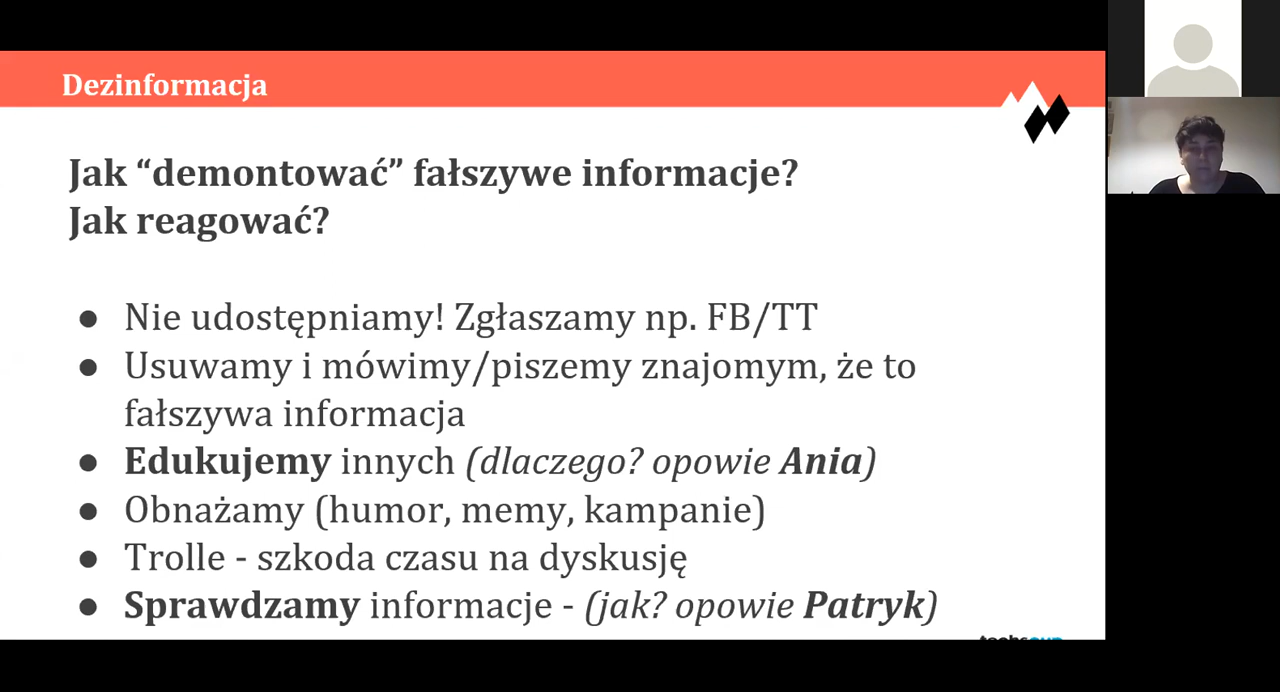 Dezinformacja
Jak “demontować” fałszywe informacje?
Jak reagować?
● Nie udostępniamy! Zgłaszamy np. FB/TT
● Usuwamy i mówimy/piszemy znajomym, że to
fałszywa informacja
● Edukujemy innych (dlaczego? opowie Ania)
● Obnażamy (humor, memy, kampanie)
● Trolle - szkoda czasu na dyskusję
● Sprawdzamy informacje - (jak? opowie Patryk)